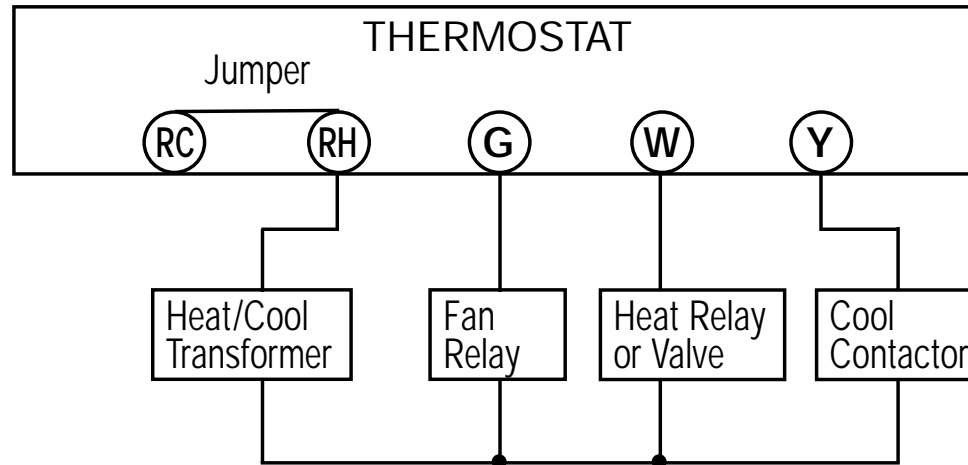 THERMOSTAT
Jumper
RC
RH
G
W
Y
Heat/Cool
Transformer
Fan
Relay
Heat Relay
or Valve
Cool
Contactor